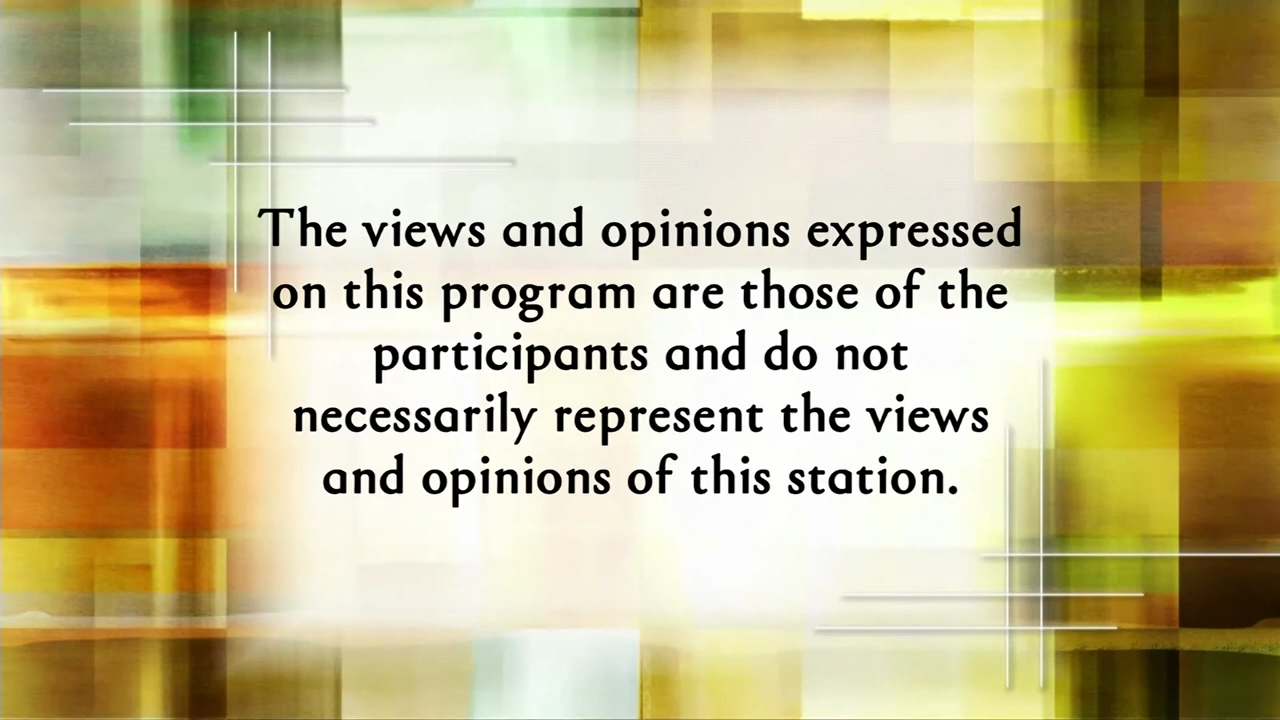 The views and opinions expressed
on this program are those of the
participants and do not
necessarily represent the views
and opinions of this station.